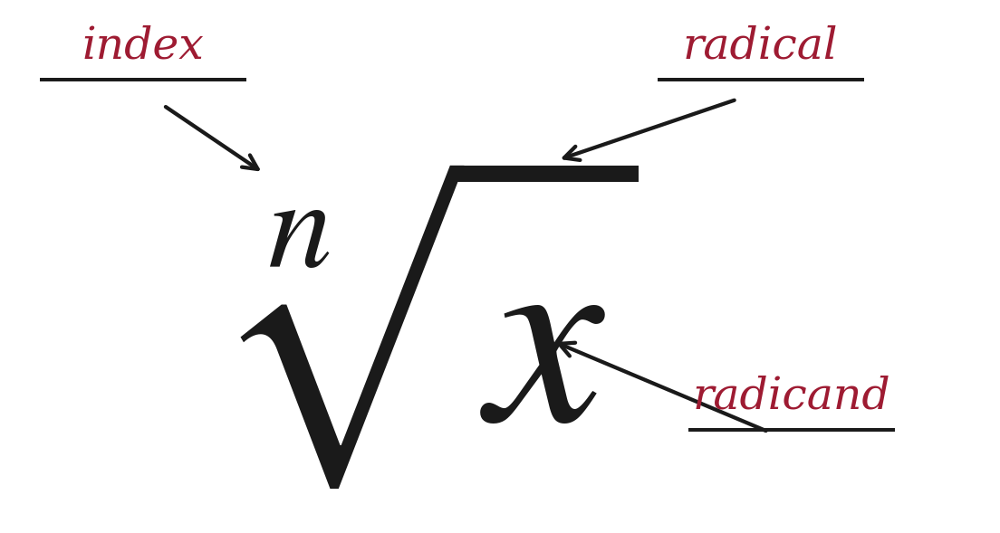 index
radical
n
√x
radicand